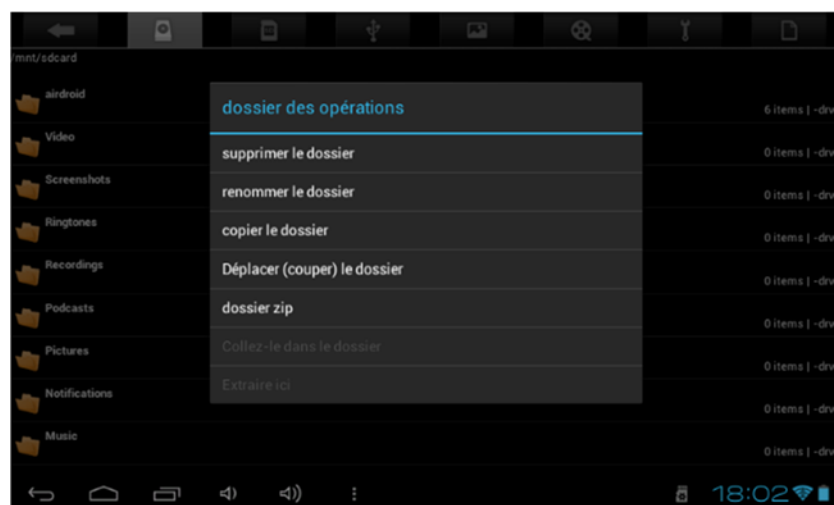 /mnt/sdcard
airdroid
6 items | -drw
Video
0 items | -drw
Screenshots
0 items | -drw
Ringtones
0 items | -drw
Recordings
0 items | -drw
Podcasts
0 items | -drw
Pictures
0 items | -drw
Notifications
0 items | -drw
Music
0 items | -drw
dossier des opérations
supprimer le dossier
renommer le dossier
copier le dossier
Déplacer (couper) le dossier
dossier zip
Collez-le dans le dossier
Extraire ici
18:02